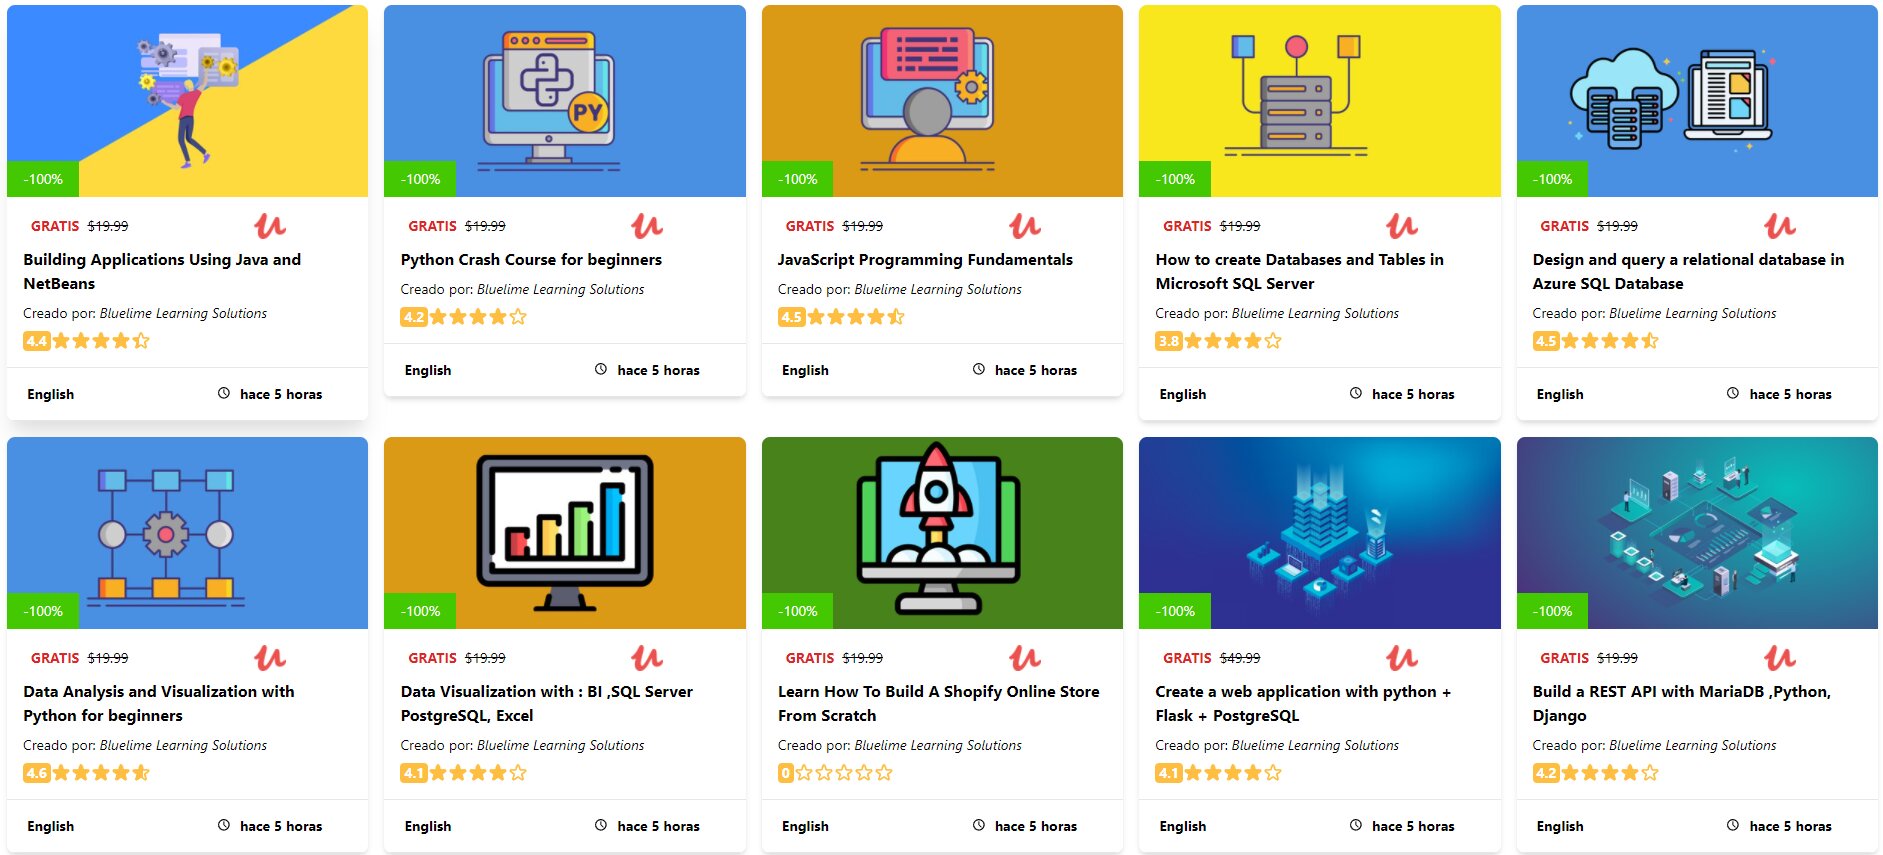 -100%
GRATIS $19.99
Building Applications Using Java and
NetBeans
Creado por: Bluelime Learning Solutions
4.4
English
hace 5 horas
PY
-100%
GRATIS $19.99
Python Crash Course for beginners
Creado por: Bluelime Learning Solutions
4.2
English
hace 5 horas
-100%
GRATIS $19.99
JavaScript Programming Fundamentals
Creado por: Bluelime Learning Solutions
4.5
English
hace 5 horas
-100%
GRATIS $19.99
How to create Databases and Tables in
Microsoft SQL Server
Creado por: Bluelime Learning Solutions
3.8
English
hace 5 horas
-100%
GRATIS $19.99
Design and query a relational database in
Azure SQL Database
Creado por: Bluelime Learning Solutions
4.5
English
hace 5 horas
-100%
GRATIS $19.99
Data Analysis and Visualization with
Python for beginners
Creado por: Bluelime Learning Solutions
4.6
English
hace 5 horas
-100%
GRATIS $19.99
Data Visualization with : BI ,SQL Server
PostgreSQL, Excel
Creado por: Bluelime Learning Solutions
4.1
English
hace 5 horas
-100%
GRATIS $19.99
Learn How To Build A Shopify Online Store
From Scratch
Creado por: Bluelime Learning Solutions
0
English
hace 5 horas
-100%
GRATIS $49.99
Create a web application with python +
Flask + PostgreSQL
Creado por: Bluelime Learning Solutions
4.1
English
hace 5 horas
-100%
GRATIS $19.99
Build a REST API with MariaDB ,Python,
Django
Creado por: Bluelime Learning Solutions
4.2
English
hace 5 horas